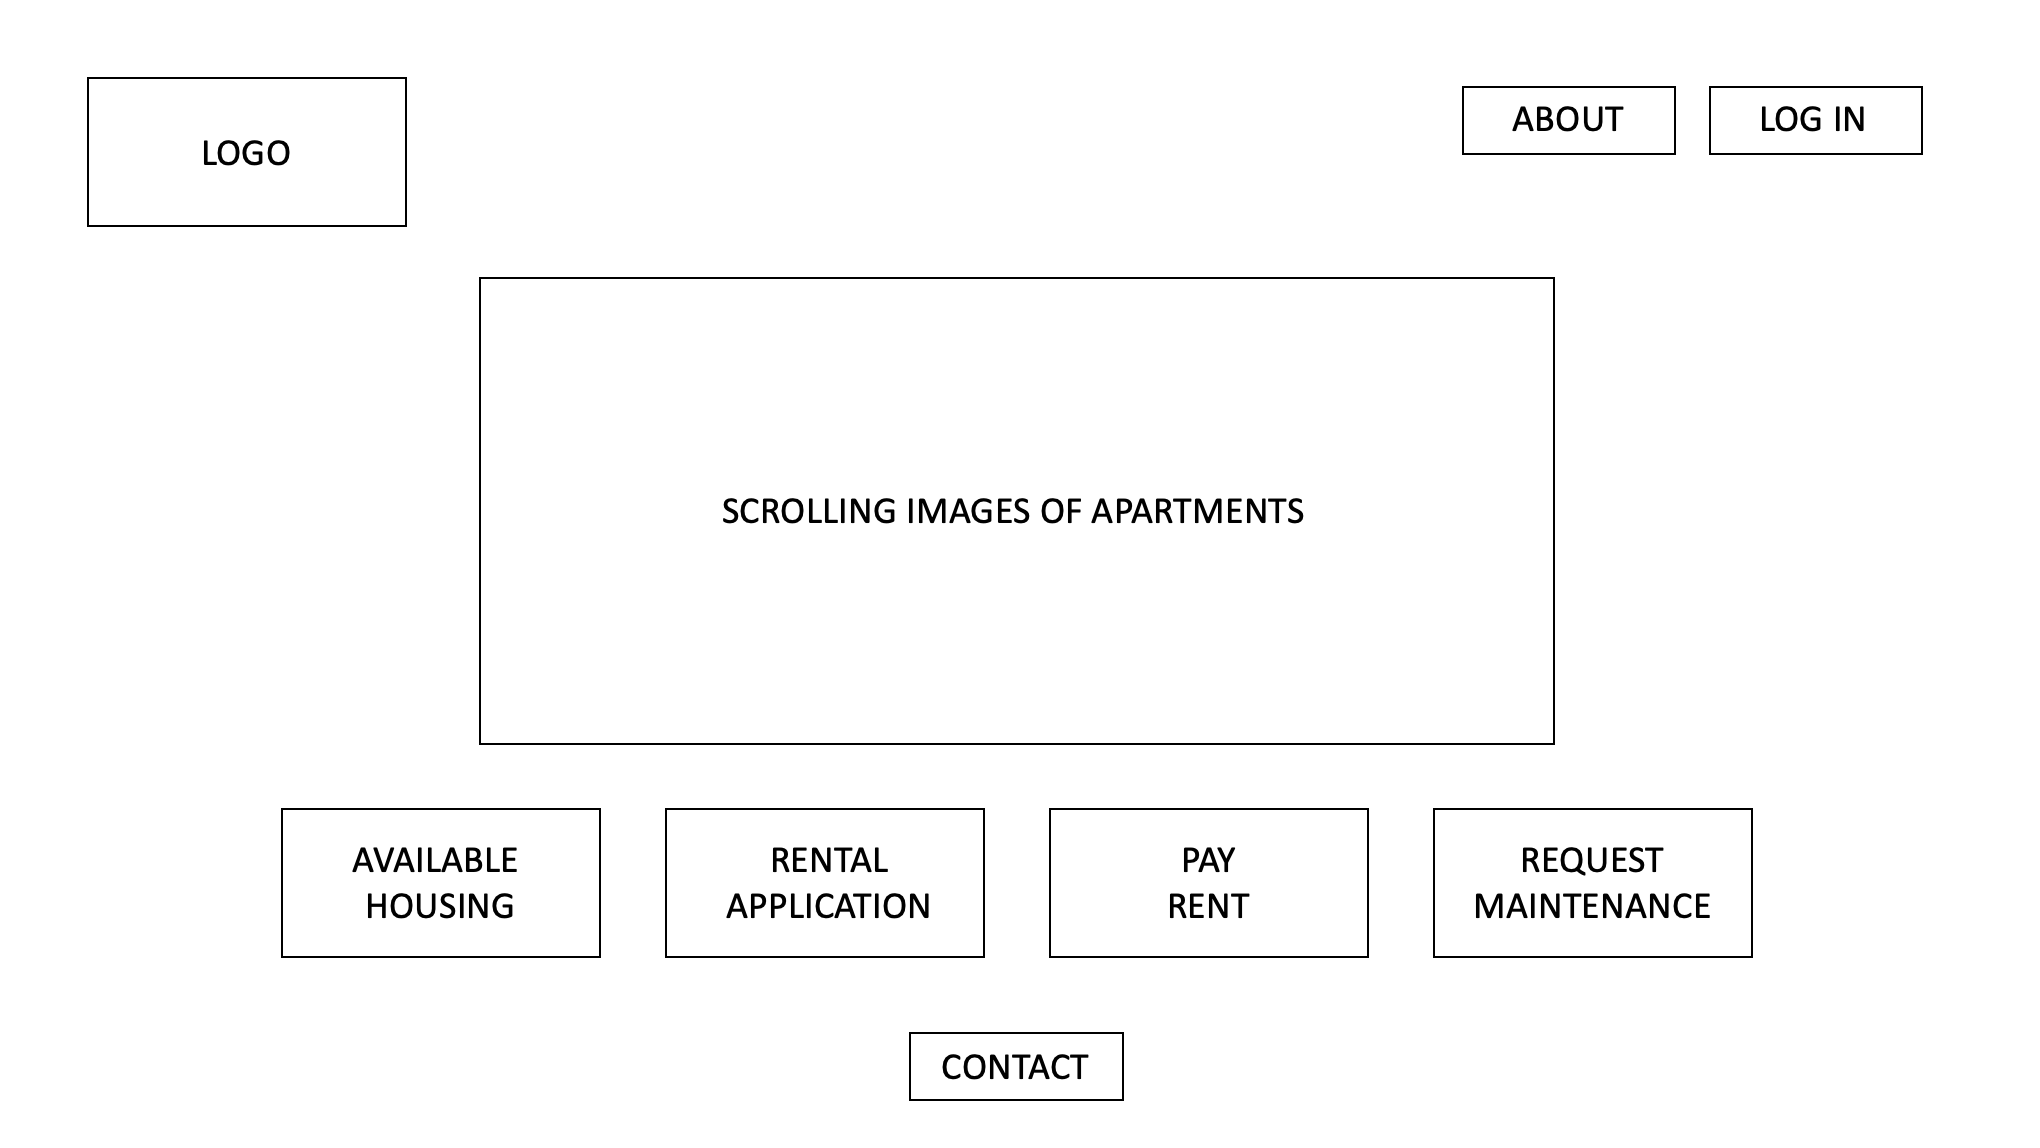 LOGO
ABOUT
LOG IN
SCROLLING IMAGES OF APARTMENTS
AVAILABLE
HOUSING
RENTAL
APPLICATION
PAY
RENT
REQUEST
MAINTENANCE
CONTACT